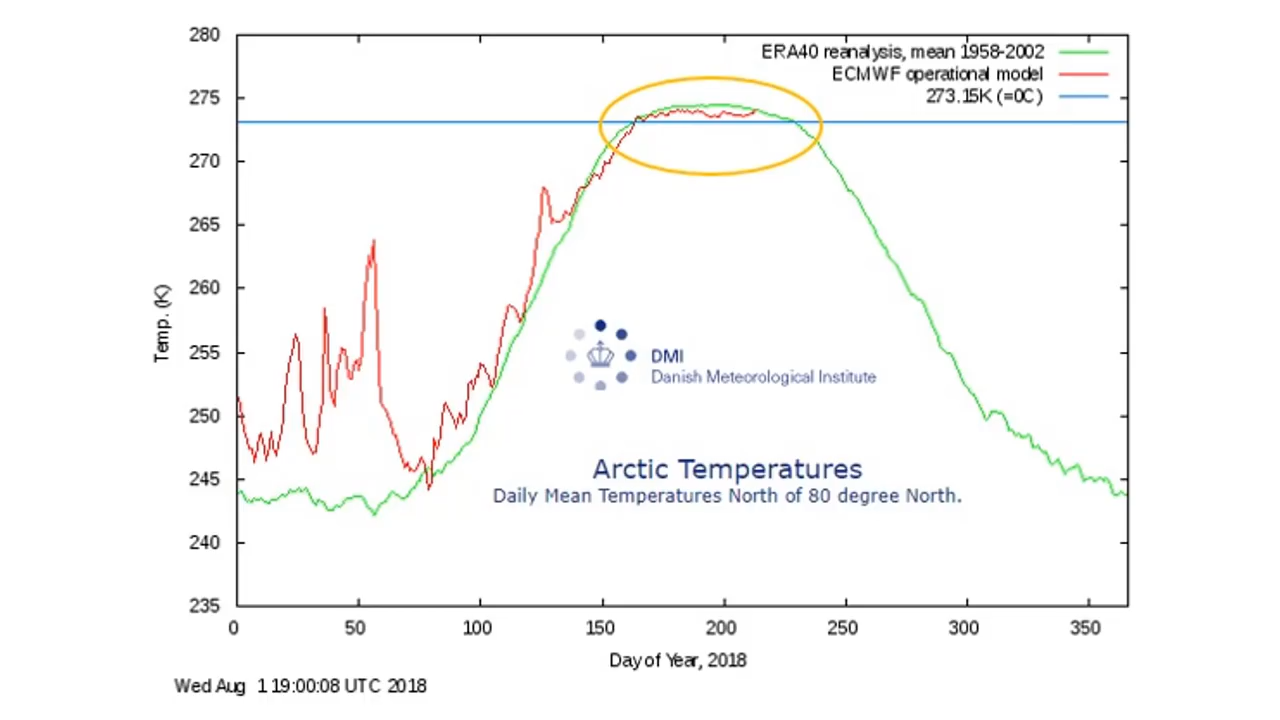 280
275
270
265
260
255
250
245
240
235
Temp. (K)
ERA40 reanalysis, mean 1958-2002
ECMWF operational model
273.15K (=0C)
DMI
Danish Meteorological Institute
Arctic Temperatures
Daily Mean Temperatures North of 80 degree North.
0 50 100 150 200 250 300 350
Day of Year, 2018
Wed Aug 1 19:00:08 UTC 2018